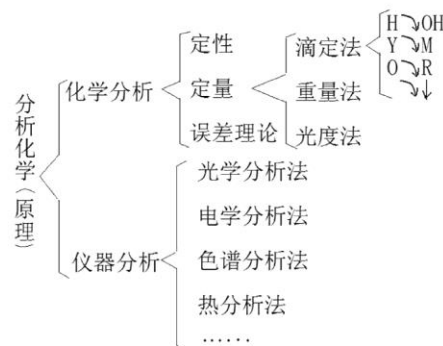 分析化学(原理)
化学分析
定性
定量
滴定法
H↘OH
Y↘M
O↘R
↘↓
重量法
光度法
误差理论
仪器分析
光学分析法
电学分析法
色谱分析法
热分析法
......